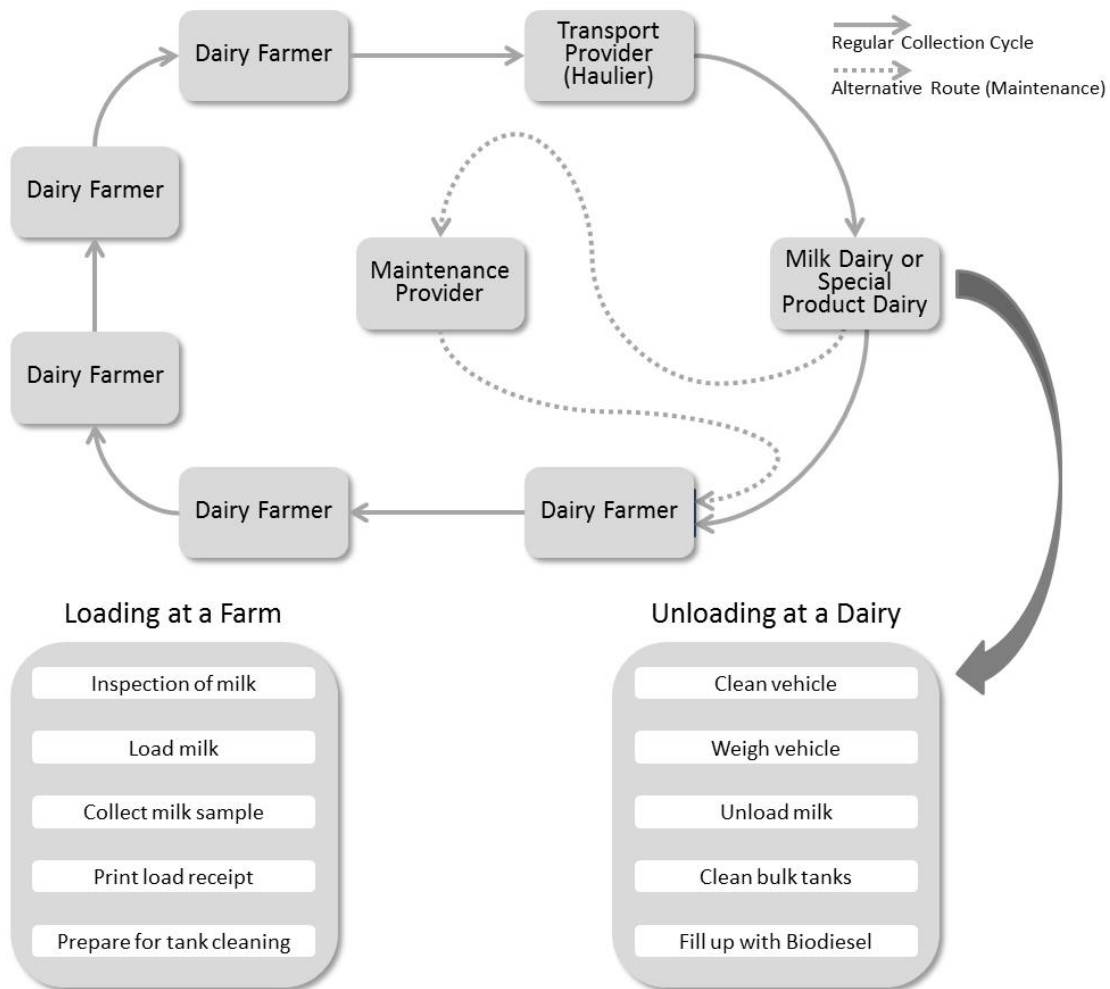 Dairy Farmer
Transport
Provider
(Haulier)
Regular Collection Cycle
Alternative Route (Maintenance)
Dairy Farmer
Maintenance
Provider
Milk Dairy or
Special
Product Dairy
Dairy Farmer
Dairy Farmer
Dairy Farmer
Loading at a Farm
Inspection of milk
Load milk
Collect milk sample
Print load receipt
Prepare for tank cleaning
Unloading at a Dairy
Clean vehicle
Weigh vehicle
Unload milk
Clean bulk tanks
Fill up with Biodiesel